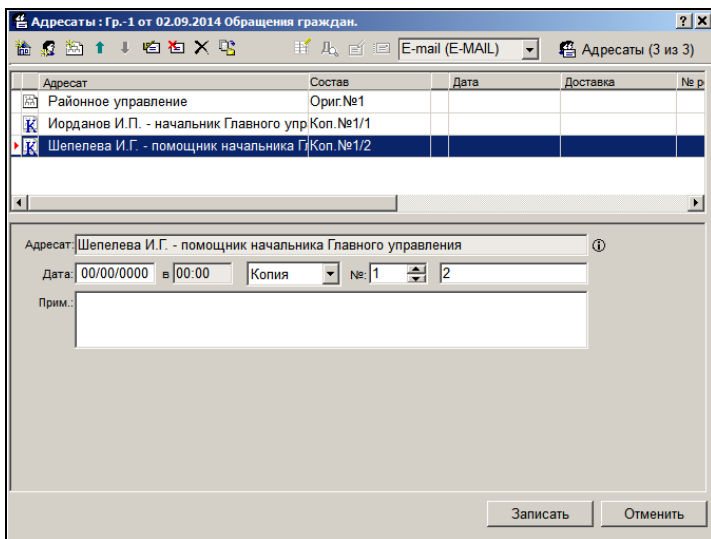 Адресаты : Гр.-1 от 02.09.2014 Обращения граждан.
E-mail (E-MAIL) Адресаты (3 из 3)
Адресат Состав Дата Доставка № р
Районное управление Ориг.№1
К Иорданов И.П. - начальник Главного упр Коп.№1/1
К Шепелева И.Г. - помощник начальника Гл Коп.№1/2
Адресат: Шепелева И.Г. - помощник начальника Главного управления
Дата: 00/00/0000 в 00:00 Копия №: 1 2
Прим.:
Записать Отменить